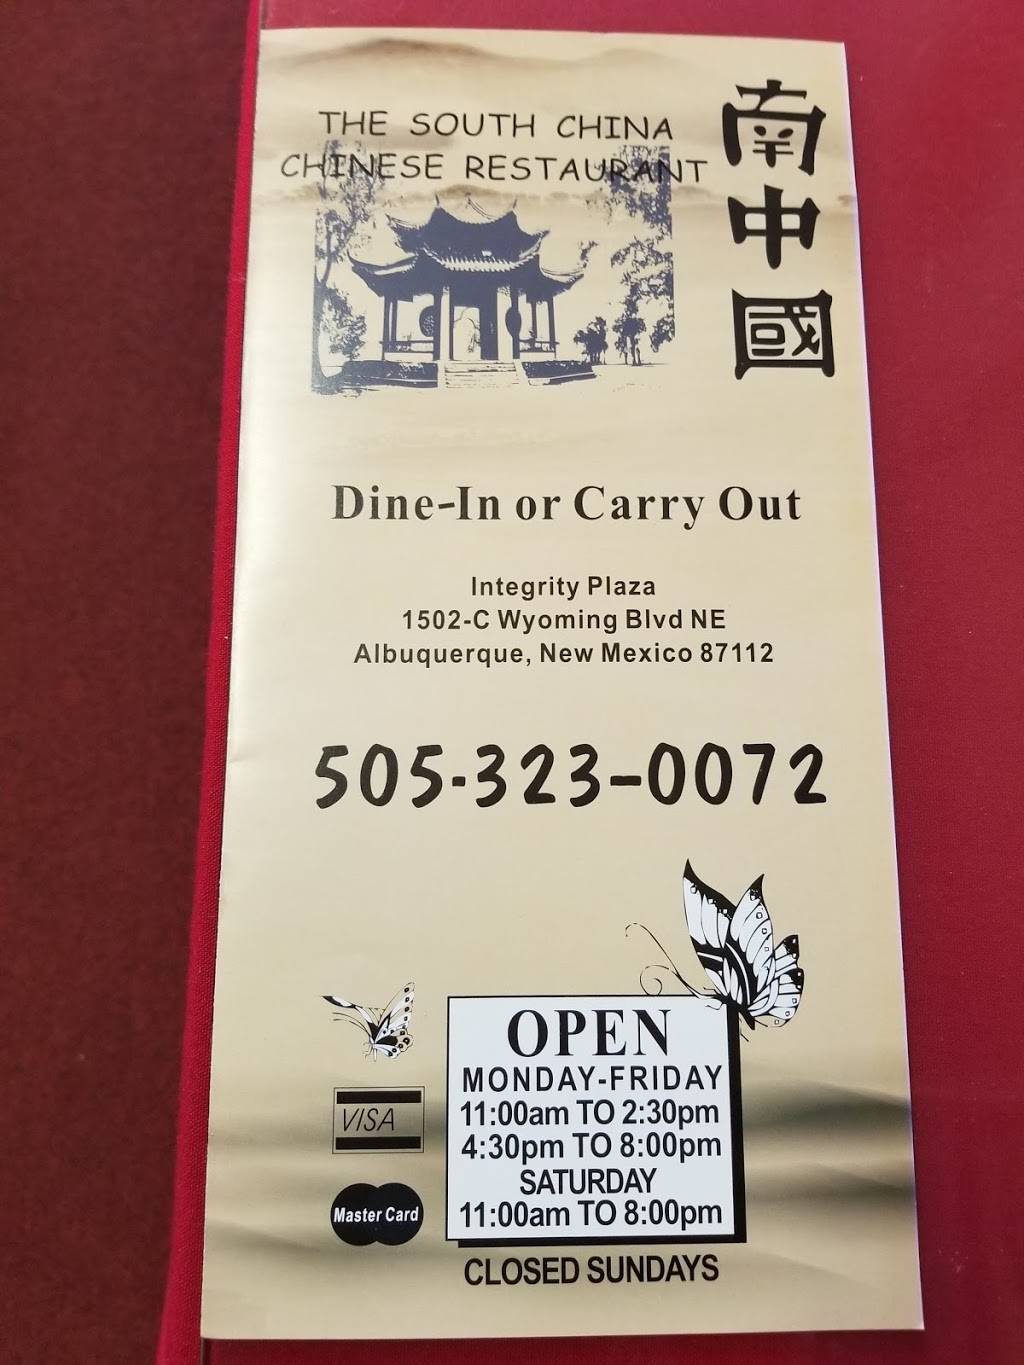 THE SOUTH CHINA
CHINESE RESTAURANT
南中國
Dine-In or Carry Out
Integrity Plaza
1502-C Wyoming Blvd NE
Albuquerque, New Mexico 87112
505-323-0072
OPEN
MONDAY-FRIDAY
11:00am TO 2:30pm
4:30pm TO 8:00pm
SATURDAY
11:00am TO 8:00pm
CLOSED SUNDAYS
VISA
Master Card